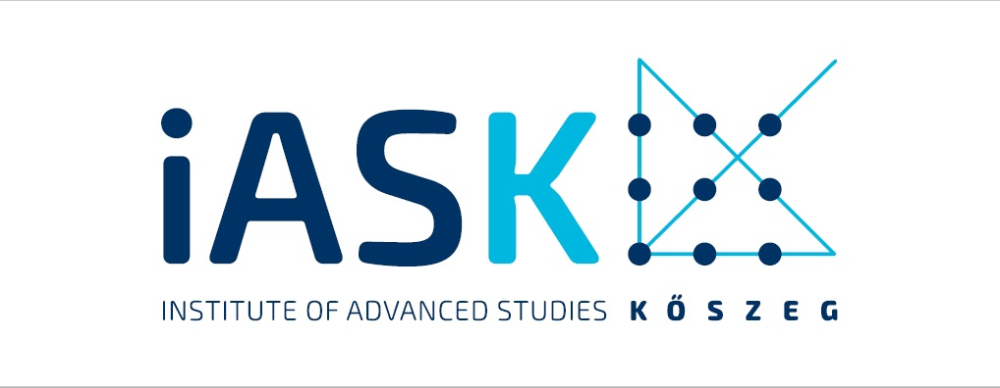 iASK
INSTITUTE OF ADVANCED STUDIES KŐSZEG